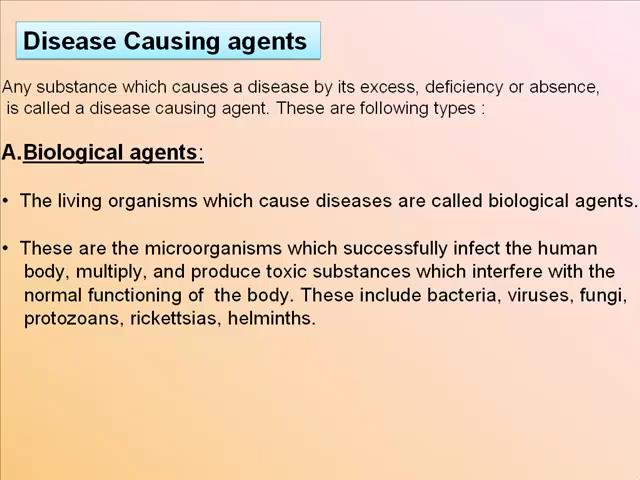 Disease Causing agents
Any substance which causes a disease by its excess, deficiency or absence,
is called a disease causing agent. These are following types :
A.Biological agents:
• The living organisms which cause diseases are called biological agents.
• These are the microorganisms which successfully infect the human
body, multiply, and produce toxic substances which interfere with the
normal functioning of the body. These include bacteria, viruses, fungi,
protozoans, rickettsias, helminths.